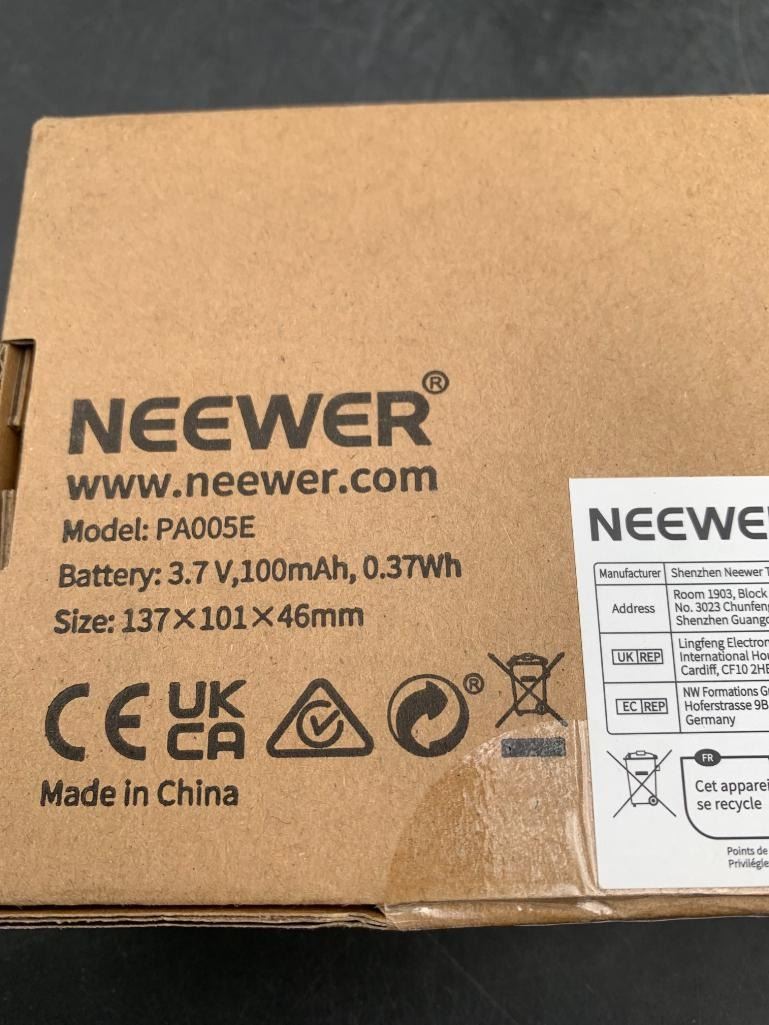 NEEWER®
www.neewer.com
Model: PA005E
Battery: 3.7 V,100mAh, 0.37Wh
Size: 137×101×46mm
CE UK CA ®
Made in China
NEEWE
Manufacturer Shenzhen Neewer T
Address Room 1903, Block
No. 3023 Chunfeng
Shenzhen Guangd
UK REP Lingfeng Electron
International Hou
Cardiff, CF10 2HE
EC REP NW Formations G
Hoferstrasse 9B
Germany
FR
Cet apparei
se recycle
Points de
Privilégie